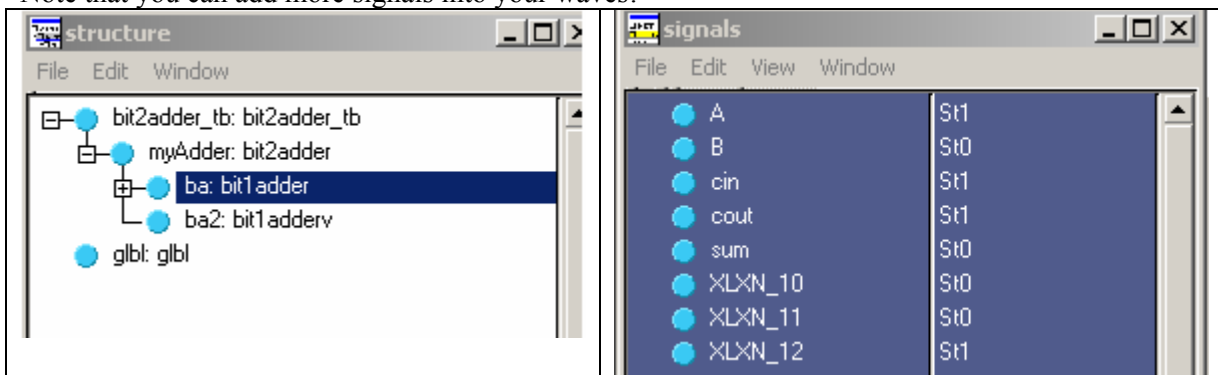 Note that you can add more signals into your waves!
structure
File Edit Window
bit2adder_tb: bit2adder_tb
myAdder: bit2adder
ba: bit1adder
ba2: bit1adderv
glbl: glbl
signals
File Edit View Window
A St1
B St0
cin St1
cout St1
sum St0
XLXN_10 St0
XLXN_11 St0
XLXN_12 St1